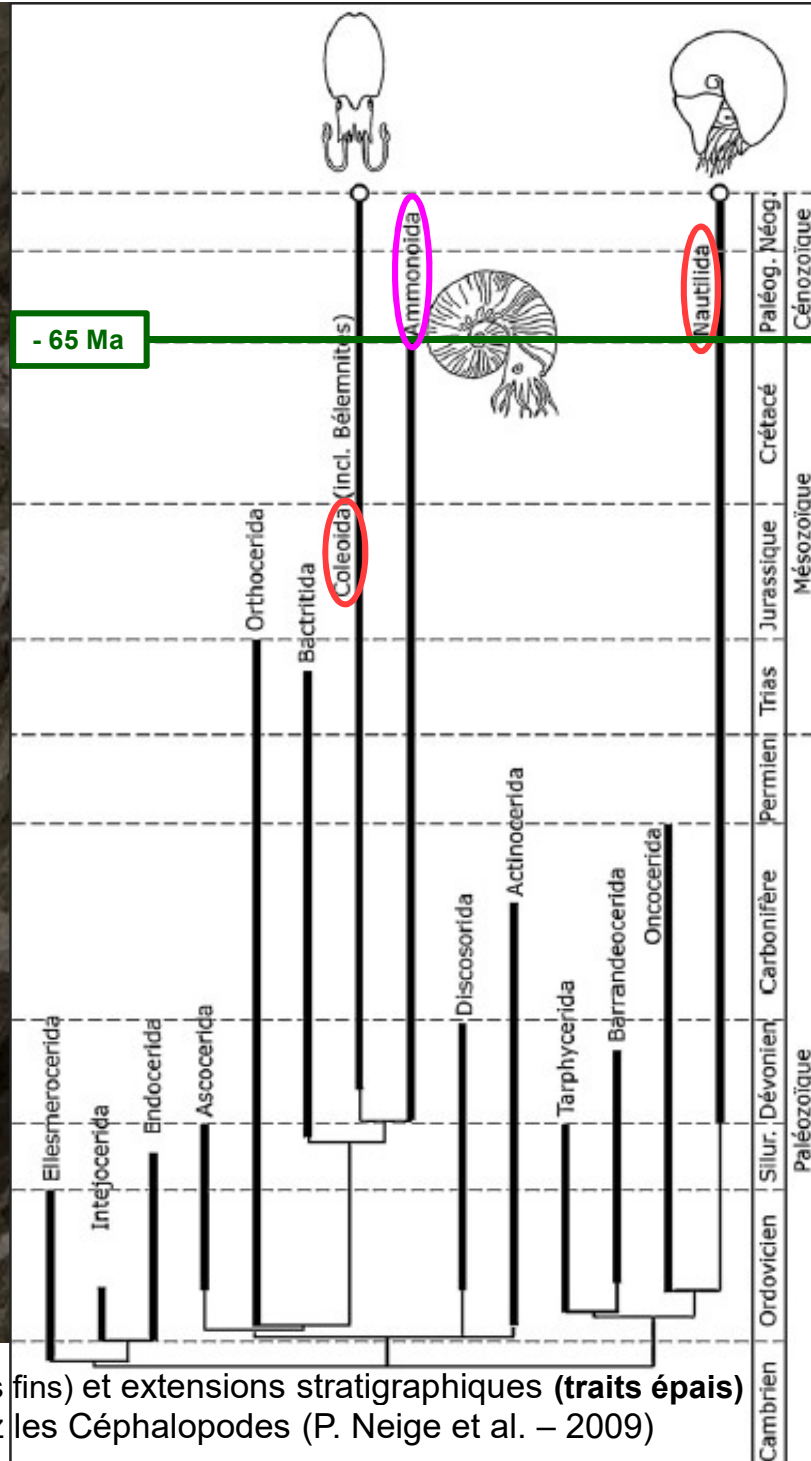 Néog.
Paléog.
Cénozoïque
Ammonoida
Nautilida
- 65 Ma
Coleoida (incl. Bélemnites)
Crétacé
Mésozoïque
Orthocerida
Bactritida
Jurassique
Trias
Permien
Actinocerida
Oncocerida
Carbonifère
Discosorida
Barrandeocerida
Tarphycerida
Dévonien
Paléozoïque
Ellesmerocerida
Intejocerida
Endocerida
Ascocerida
Silur.
Ordovicien
Cambrien
fins) et extensions stratigraphiques (traits épais)
les Céphalopodes (P. Neige et al. – 2009)